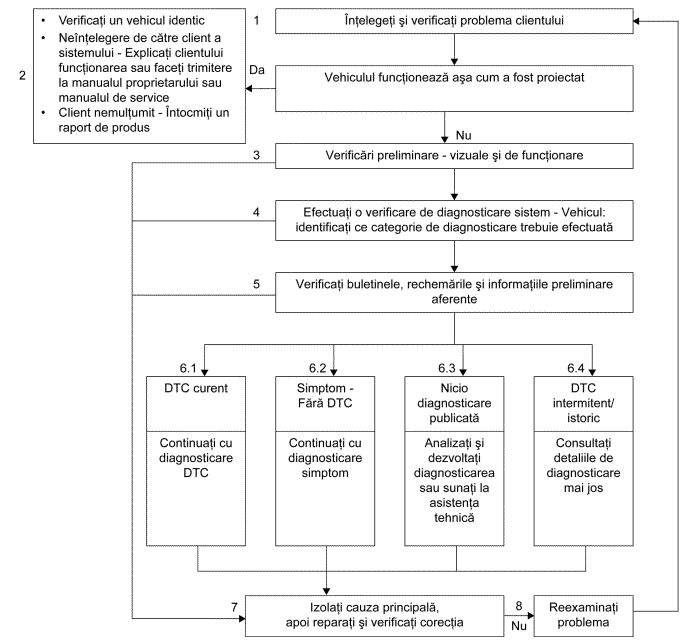 1
Înțelegeți şi verificați problema clientului
2
• Verificați un vehicul identic
• Neînțelegere de către client a
sistemului - Explicați clientului
funcționarea sau faceți trimitere
la manualul proprietarului sau
manualul de service
• Client nemulțumit - Întocmiți un
raport de produs
Da
Vehiculul funcționează aşa cum a fost proiectat
Nu
3
Verificări preliminare - vizuale şi de funcționare
4
Efectuați o verificare de diagnosticare sistem - Vehicul:
identificați ce categorie de diagnosticare trebuie efectuată
5
Verificați buletinele, rechemările şi informațiile preliminare
aferente
6.1
DTC curent
Continuați cu
diagnosticare
DTC
6.2
Simptom -
Fără DTC
Continuați cu
diagnosticare
simptom
6.3
Nicio
diagnosticare
publicată
Analizați şi
dezvoltați
diagnosticarea
sau sunați la
asistența
tehnică
6.4
DTC
intermitent/
istoric
Consultați
detaliile de
diagnosticare
mai jos
7
Izolați cauza principală,
apoi reparați şi verificați corecția
8
Nu
Reexaminați
problema